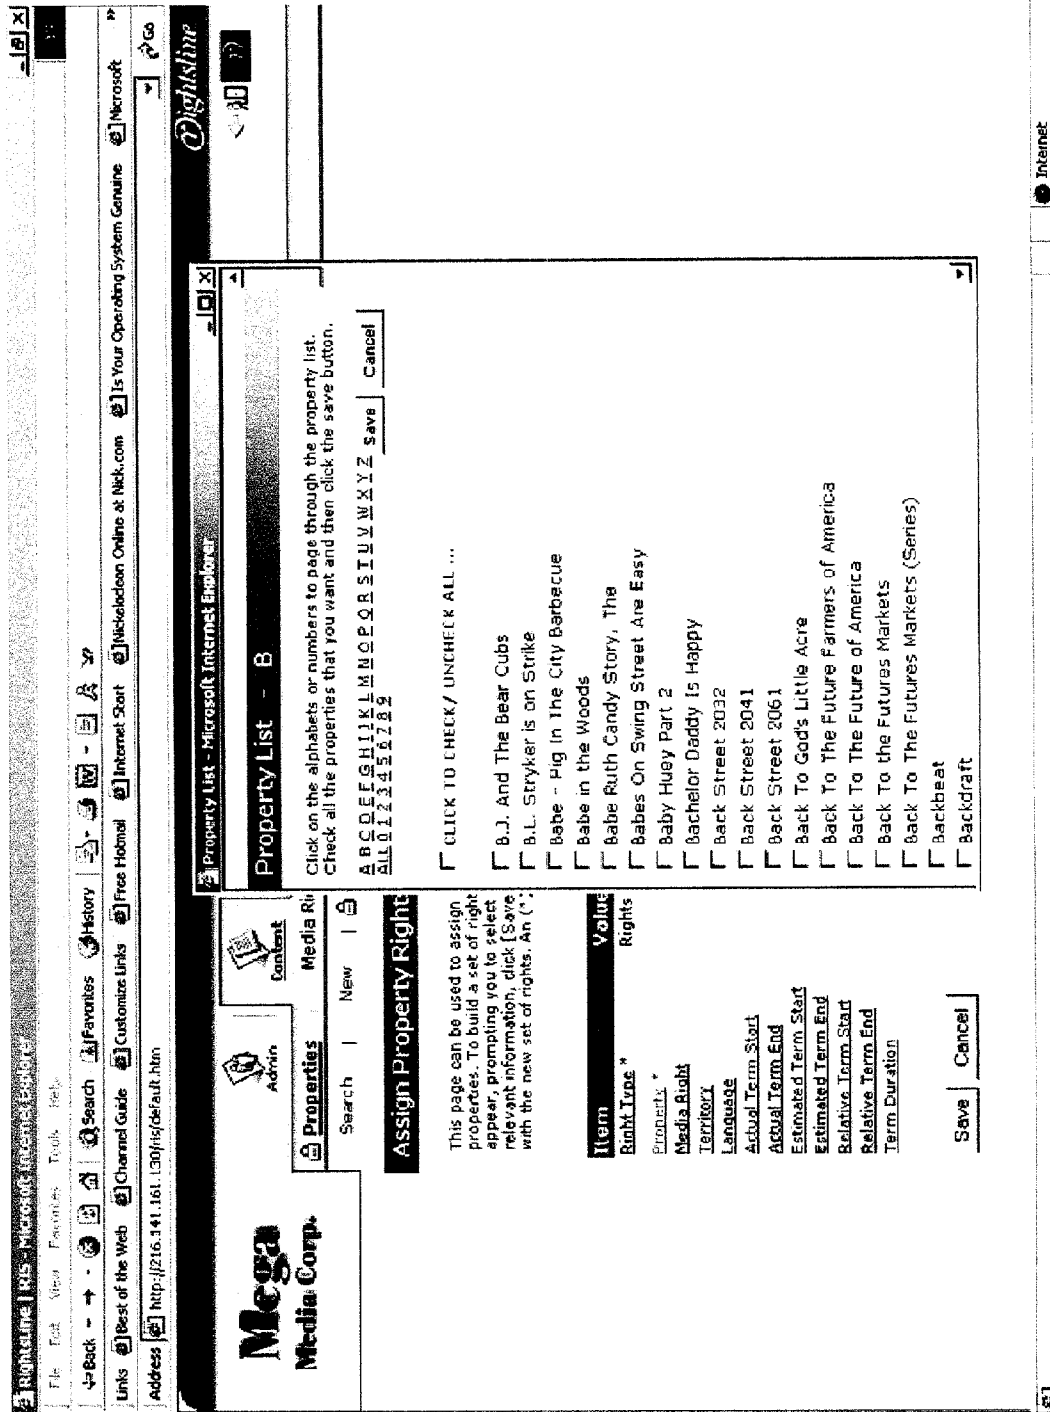 RightsLine | RIS - Microsoft Internet Explorer
File Edit View Favorites Tools Help
Back Search Favorites History
Links Best of the Web Channel Guide Customize Links Free Hotmail Internet Start Nickelodeon Online at Nick.com Is Your Operating System Genuine Microsoft »
Address http://216.141.161.130/ris/default.htm Go
Rightsline
Mega
Media Corp.
Admin
Content
Properties Media Ri
Search | New |
Assign Property Right
This page can be used to assign
properties. To build a set of right
appear, prompting you to select
relevant information, click [Save
with the new set of rights. An (*
Item Value
Right Type * Rights
Property *
Media Right
Territory
Language
Actual Term Start
Actual Term End
Estimated Term Start
Estimated Term End
Relative Term Start
Relative Term End
Term Duration
Save Cancel
Property List - Microsoft Internet Explorer
Property List - B
Click on the alphabets or numbers to page through the property list.
Check all the properties that you want and then click the save button.
A B C D E F G H I J K L M N O P Q R S T U V W X Y Z Save Cancel
ALL 0 1 2 3 4 5 6 7 8 9
CLICK TO CHECK/ UNCHECK ALL ...
B.J. And The Bear Cubs
B.L. Stryker is on Strike
Babe - Pig In The City Barbecue
Babe in the Woods
Babe Ruth Candy Story, The
Babes On Swing Street Are Easy
Baby Huey Part 2
Bachelor Daddy Is Happy
Back Street 2032
Back Street 2041
Back Street 2061
Back To God's Little Acre
Back To The Future Farmers of America
Back To The Future of America
Back To the Futures Markets
Back To The Futures Markets (Series)
Backbeat
Backdraft
Internet